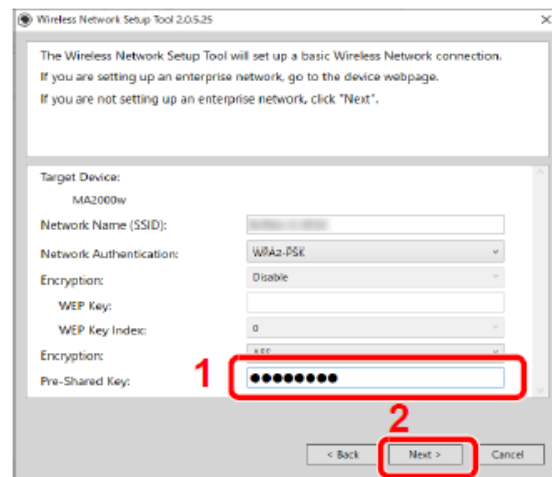 Wireless Network Setup Tool 2.0.5.25
The Wireless Network Setup Tool will set up a basic Wireless Network connection.
If you are setting up an enterprise network, go to the device webpage.
If you are not setting up an enterprise network, click "Next".
Target Device:
MA2000w
Network Name (SSID):
Network Authentication: WPA2-PSK
Encryption: Disable
WEP Key:
WEP Key Index: 0
Encryption: AES
Pre-Shared Key: 1 ●●●●●●●●
2
< Back Next > Cancel